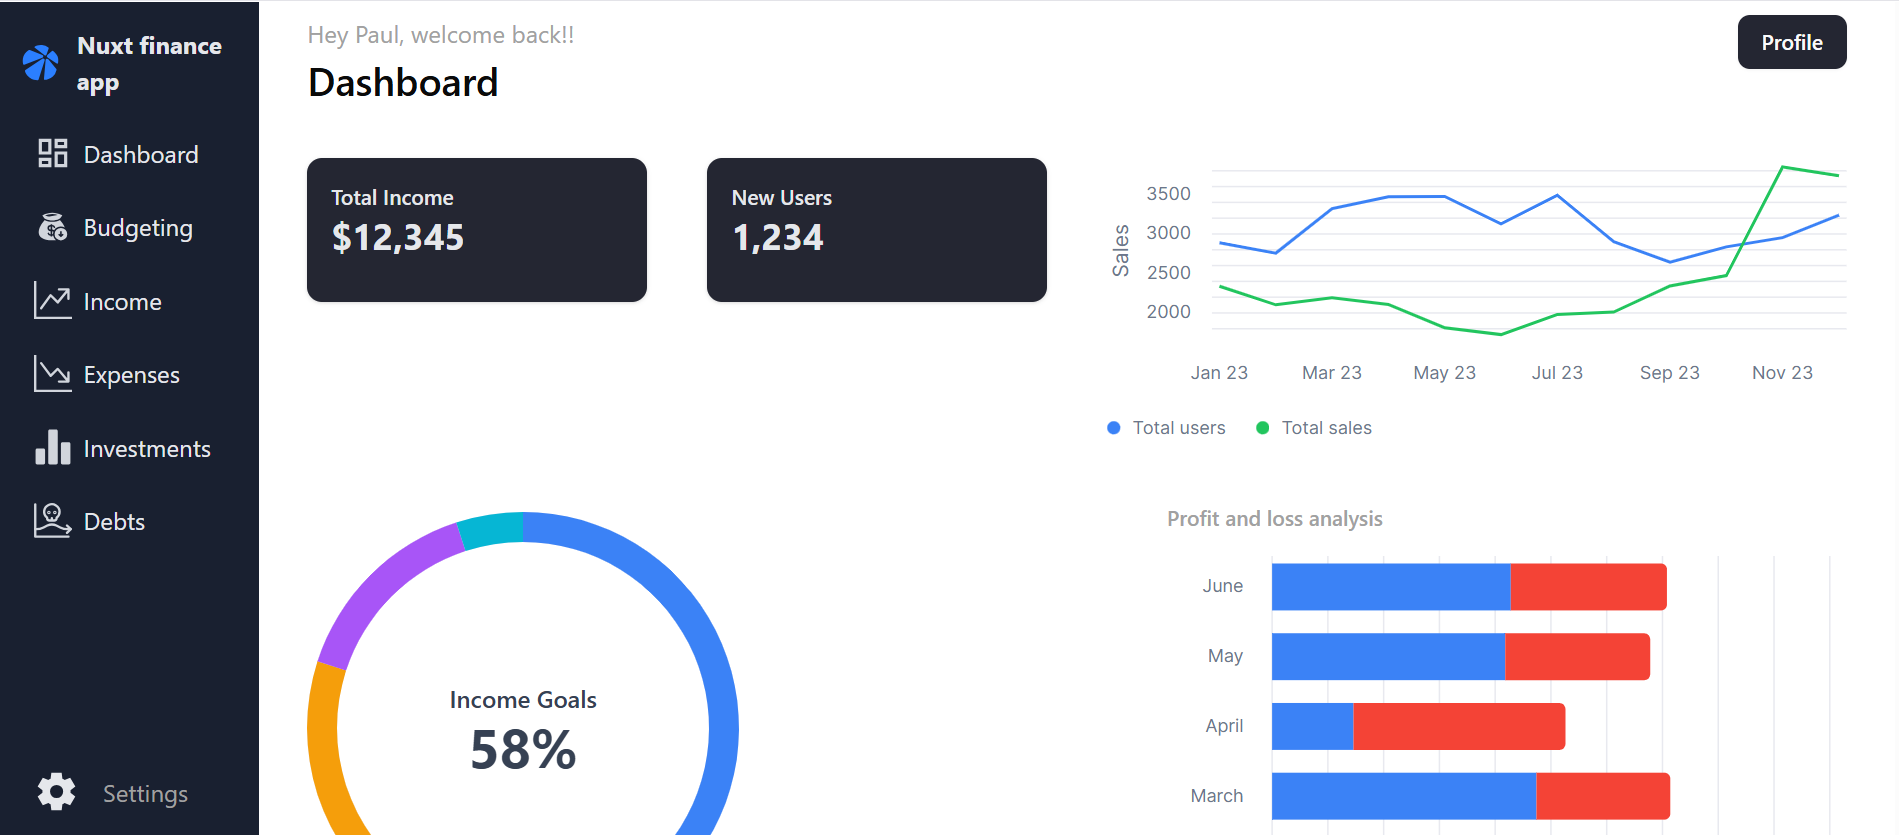 Nuxt finance
app
Dashboard
Budgeting
Income
Expenses
Investments
Debts
Settings
Hey Paul, welcome back!!
Dashboard
Profile
Total Income
$12,345
New Users
1,234
Sales
3500
3000
2500
2000
Jan 23 Mar 23 May 23 Jul 23 Sep 23 Nov 23
Total users Total sales
Income Goals
58%
Profit and loss analysis
June
May
April
March